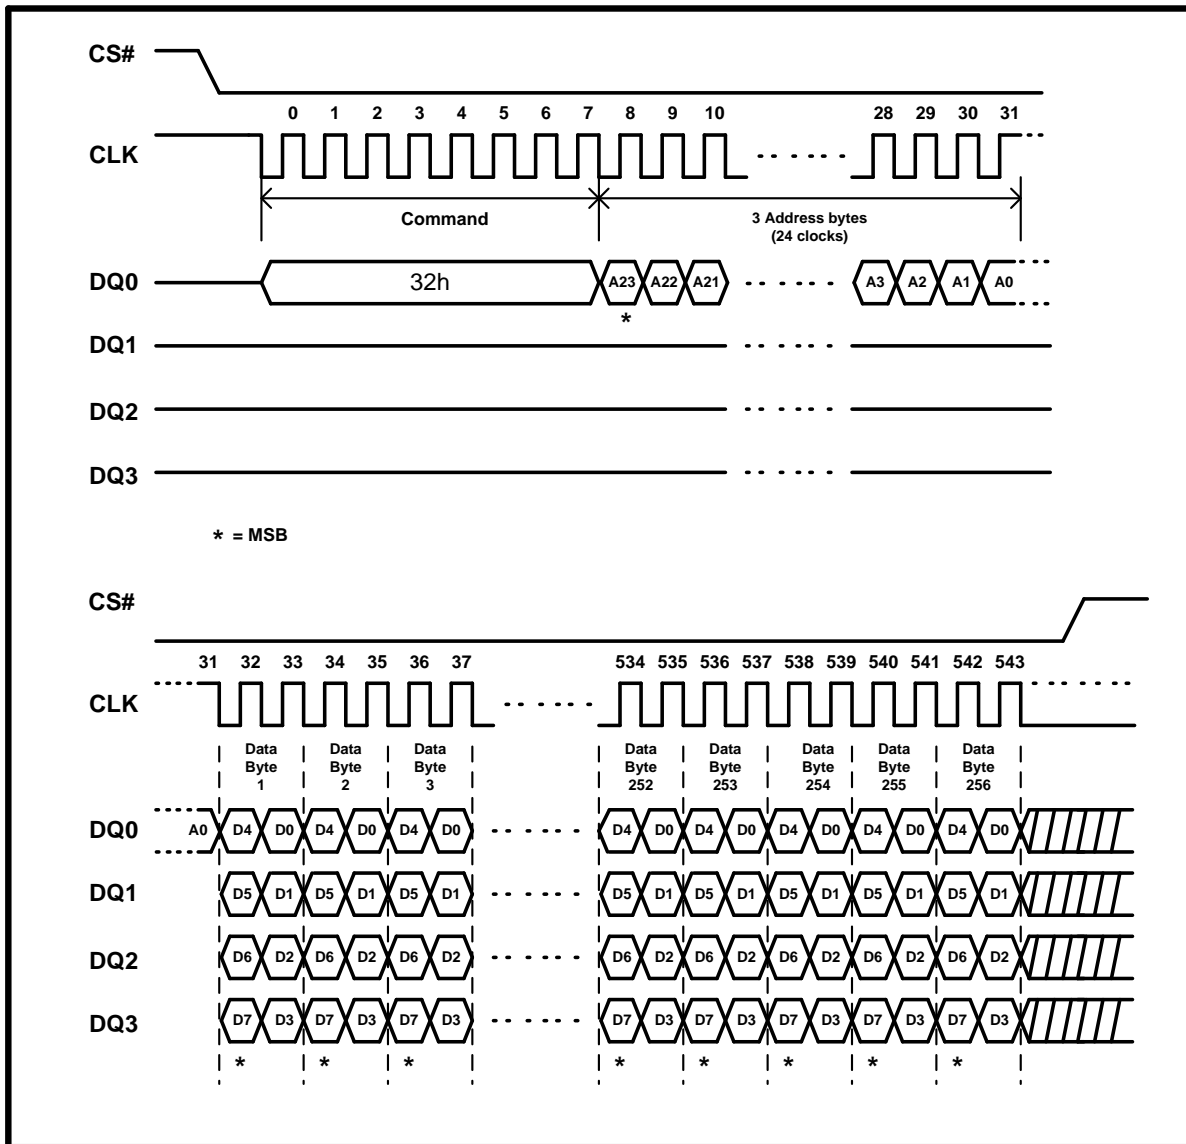 CS#
0 1 2 3 4 5 6 7 8 9 10 28 29 30 31
CLK
Command
3 Address bytes
(24 clocks)
DQ0 32h A23 A22 A21 A3 A2 A1 A0
*
DQ1
DQ2
DQ3
* = MSB
CS#
31 32 33 34 35 36 37 534 535 536 537 538 539 540 541 542 543
CLK
Data Byte 1
Data Byte 2
Data Byte 3
Data Byte 252
Data Byte 253
Data Byte 254
Data Byte 255
Data Byte 256
DQ0 A0 D4 D0 D4 D0 D4 D0 D4 D0 D4 D0 D4 D0 D4 D0 D4 D0
DQ1 D5 D1 D5 D1 D5 D1 D5 D1 D5 D1 D5 D1 D5 D1 D5 D1
DQ2 D6 D2 D6 D2 D6 D2 D6 D2 D6 D2 D6 D2 D6 D2 D6 D2
DQ3 D7 D3 D7 D3 D7 D3 D7 D3 D7 D3 D7 D3 D7 D3 D7 D3
* * * * * * * *